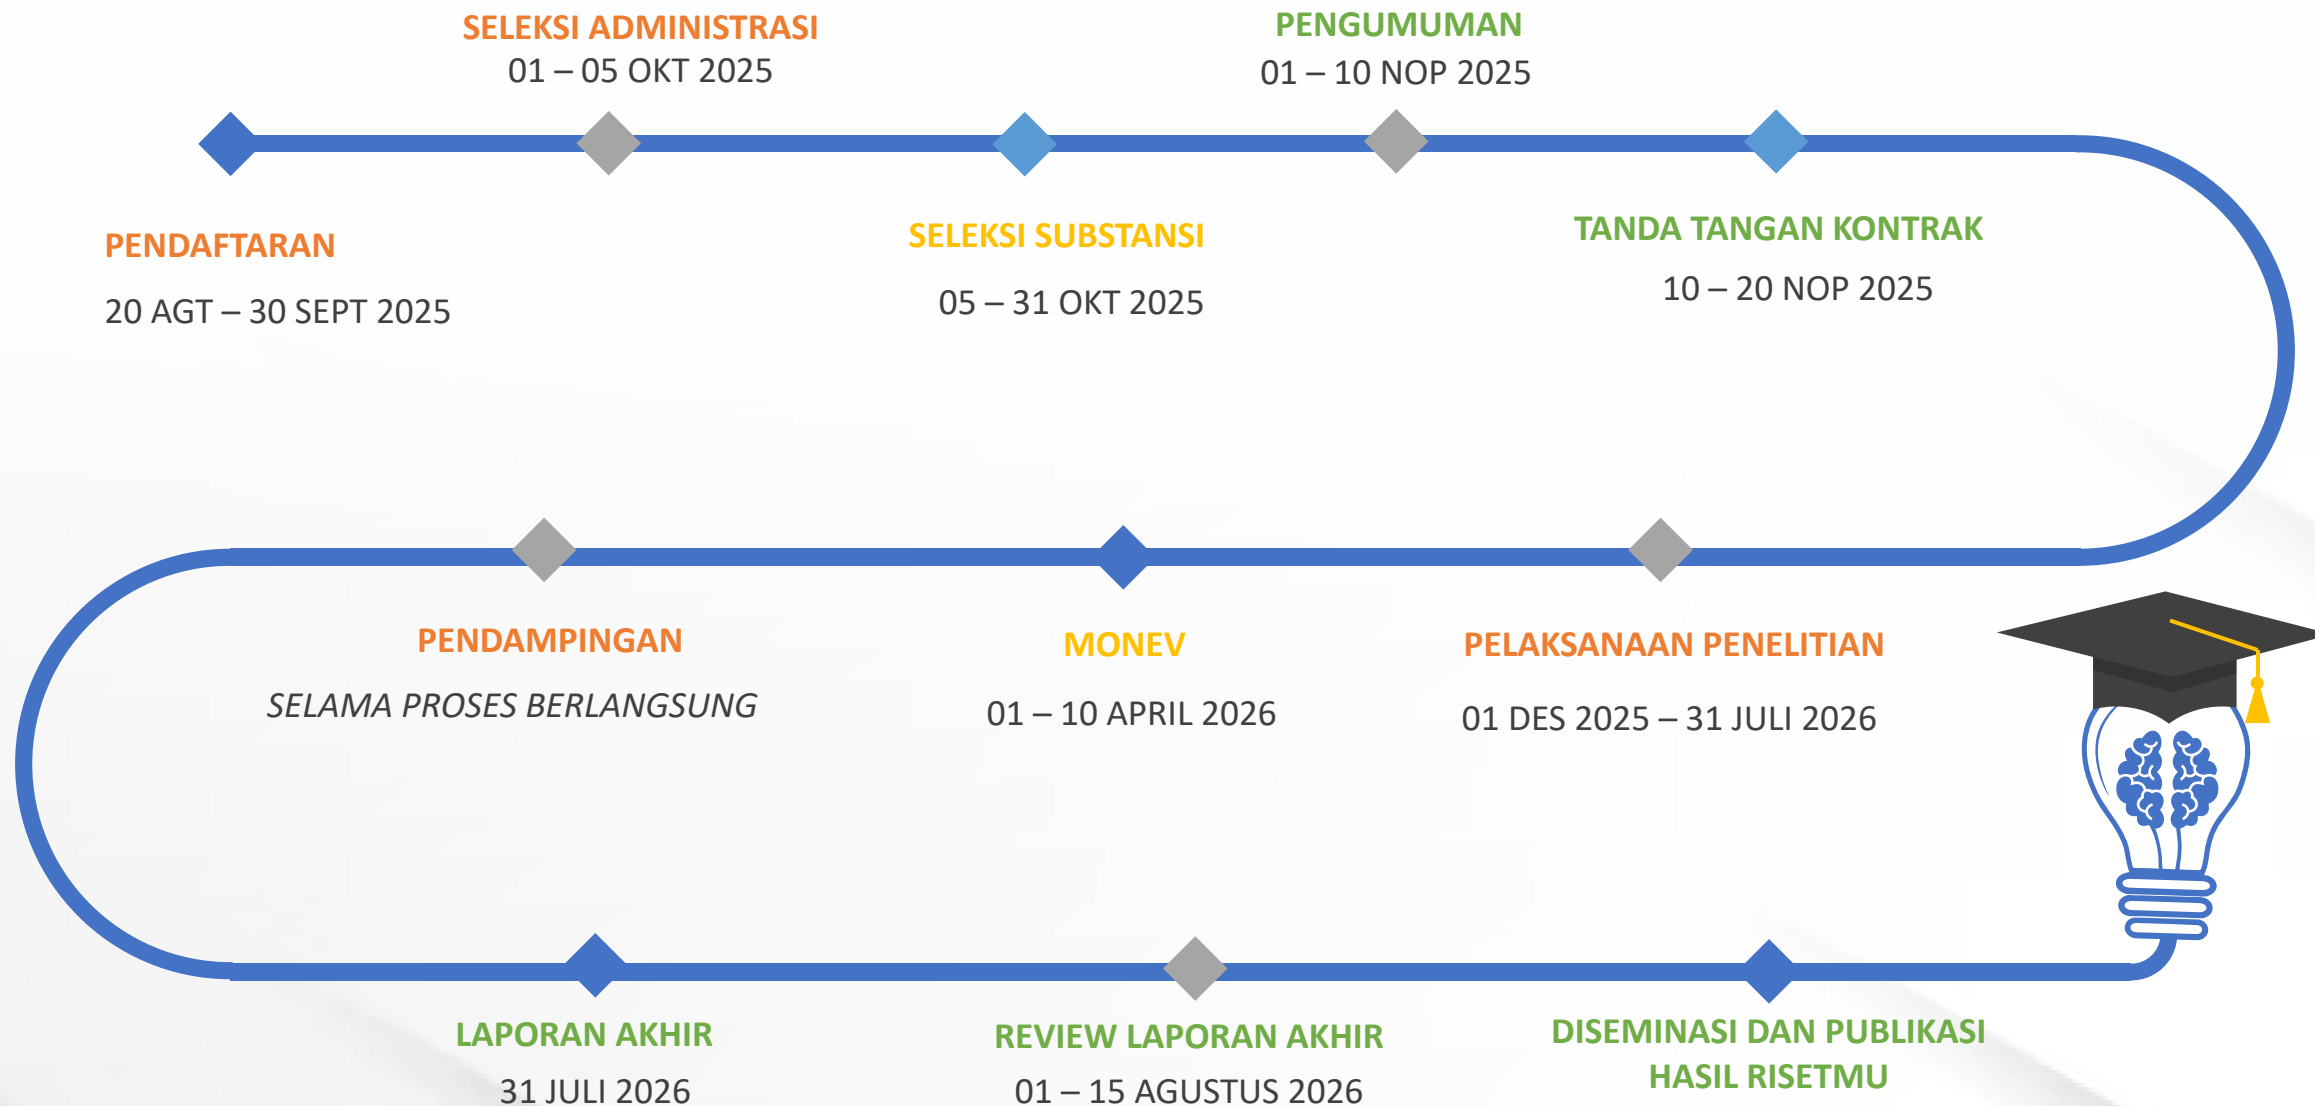 SELEKSI ADMINISTRASI
01 – 05 OKT 2025
PENGUMUMAN
01 – 10 NOP 2025
PENDAFTARAN
20 AGT – 30 SEPT 2025
SELEKSI SUBSTANSI
05 – 31 OKT 2025
TANDA TANGAN KONTRAK
10 – 20 NOP 2025
PENDAMPINGAN
SELAMA PROSES BERLANGSUNG
MONEV
01 – 10 APRIL 2026
PELAKSANAAN PENELITIAN
01 DES 2025 – 31 JULI 2026
LAPORAN AKHIR
31 JULI 2026
REVIEW LAPORAN AKHIR
01 – 15 AGUSTUS 2026
DISEMINASI DAN PUBLIKASI
HASIL RISETMU